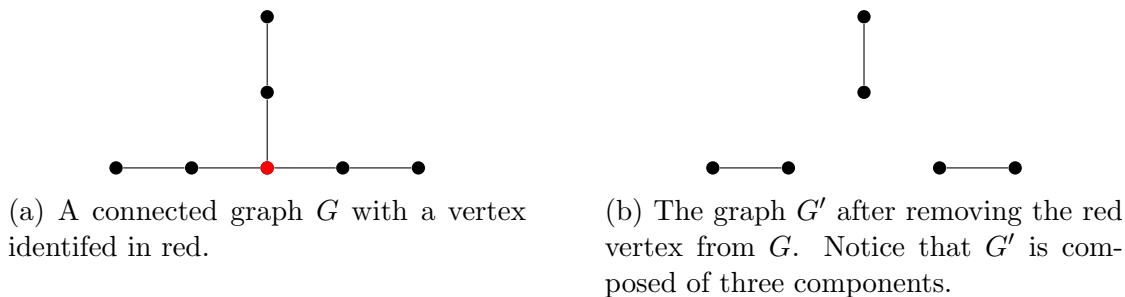 (a) A connected graph G with a vertex
identifed in red.
(b) The graph G′ after removing the red
vertex from G. Notice that G′ is com-
posed of three components.